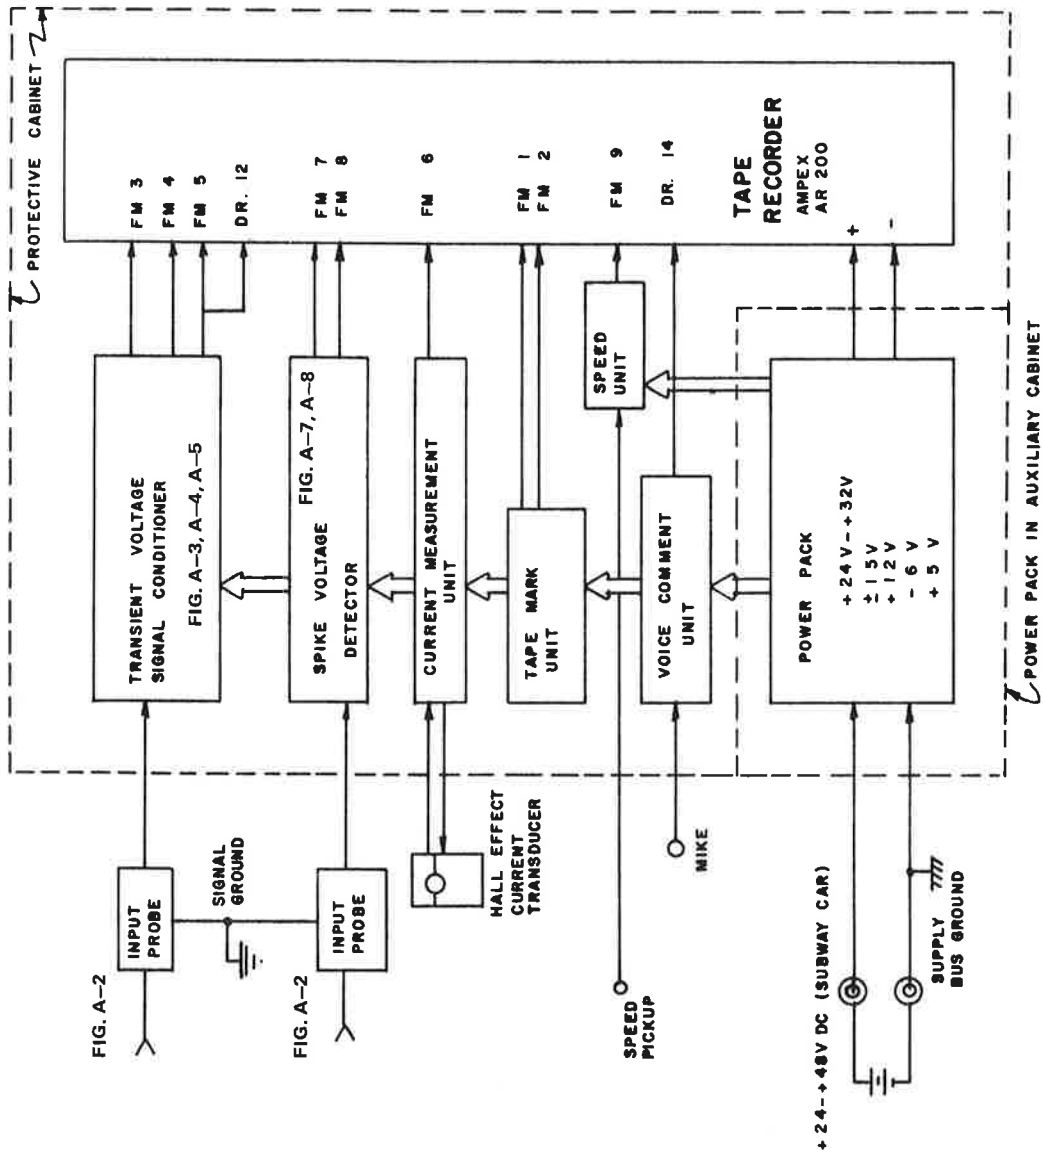 PROTECTIVE CABINET
FIG. A-2
INPUT
PROBE
SIGNAL
GROUND
FIG. A-2
INPUT
PROBE
HALL EFFECT
CURRENT
TRANSDUCER
SPEED
PICKUP
MIKE
+24-+48V DC (SUBWAY CAR)
SUPPLY
BUS GROUND
TRANSIENT VOLTAGE
SIGNAL CONDITIONER
FIG. A-3, A-4, A-5
SPIKE VOLTAGE
DETECTOR
FIG. A-7, A-8
CURRENT MEASUREMENT
UNIT
TAPE MARK
UNIT
SPEED
UNIT
VOICE COMMENT
UNIT
POWER PACK
+24V-+32V
±15V
+12V
-6 V
+5 V
FM 3
FM 4
FM 5
DR. 12
FM 7
FM 8
FM 6
FM 1
FM 2
FM 9
DR. 14
TAPE
RECORDER
AMPEX
AR 200
+
-
POWER PACK IN AUXILIARY CABINET